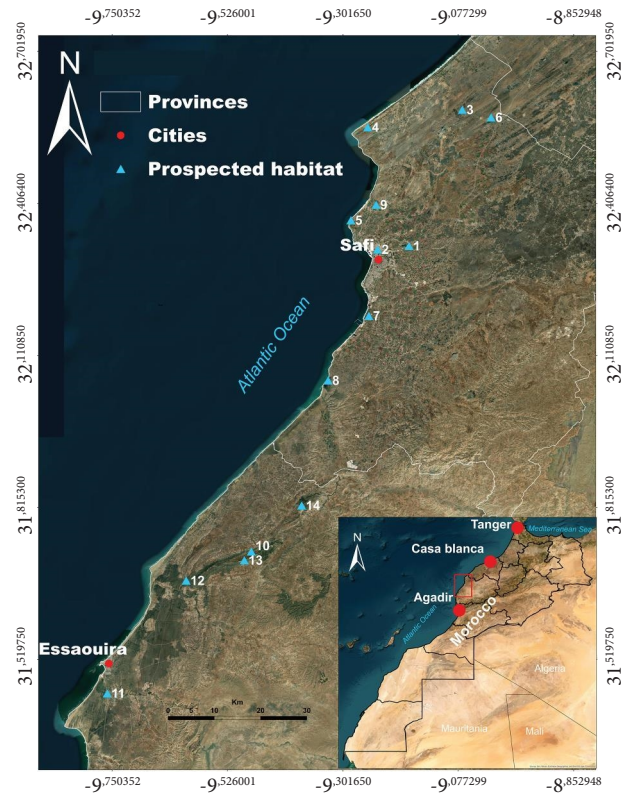 -9,750352 -9,526001 -9,301650 -9,077299 -8,852948
32,701950 32,701950
N
Provinces
Cities
Prospected habitat
3
6
4
32,406400 32,406400
9
5
Safi 2 1
7
Atlantic Ocean
32,110850 32,110850
8
31,815300 31,815300
14
10
13
12
Essaouira
31,519750 31,519750
11
Km
0 5 10 20 30
Tanger
Mediterranean Sea
N
Casa blanca
Agadir
Morocco
Atlantic Ocean
Algeria
Mauritania
Mali
-9,750352 -9,526001 -9,301650 -9,077299 -8,852948